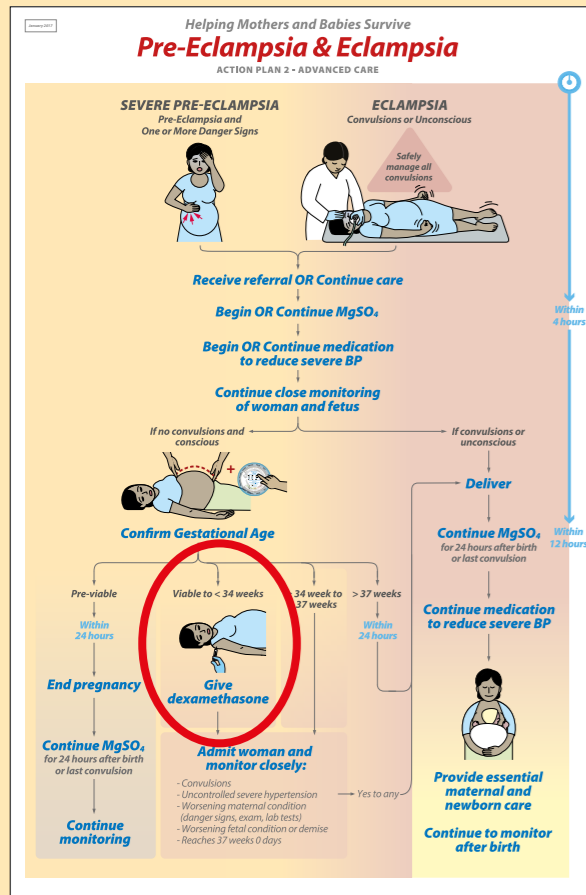 January 2017
Helping Mothers and Babies Survive
Pre-Eclampsia & Eclampsia
ACTION PLAN 2 - ADVANCED CARE
SEVERE PRE-ECLAMPSIA
Pre-Eclampsia and
One or More Danger Signs
ECLAMPSIA
Convulsions or Unconscious
Safely
manage all
convulsions
Receive referral OR Continue care
Begin OR Continue MgSO₄
Within
4 hours
Begin OR Continue medication
to reduce severe BP
Continue close monitoring
of woman and fetus
If no convulsions and
conscious
If convulsions or
unconscious
+
Confirm Gestational Age
Deliver
Continue MgSO₄
for 24 hours after birth
or last convulsion
Within
12 hours
Pre-viable
Within
24 hours
End pregnancy
Continue MgSO₄
for 24 hours after birth
or last convulsion
Continue
monitoring
Viable to < 34 weeks
Give
dexamethasone
34 week to
37 weeks
> 37 weeks
Within
24 hours
Admit woman and
monitor closely:
- Convulsions
- Uncontrolled severe hypertension
- Worsening maternal condition
(danger signs, exam, lab tests)
- Worsening fetal condition or demise
- Reaches 37 weeks 0 days
Yes to any
Continue medication
to reduce severe BP
Provide essential
maternal and
newborn care
Continue to monitor
after birth